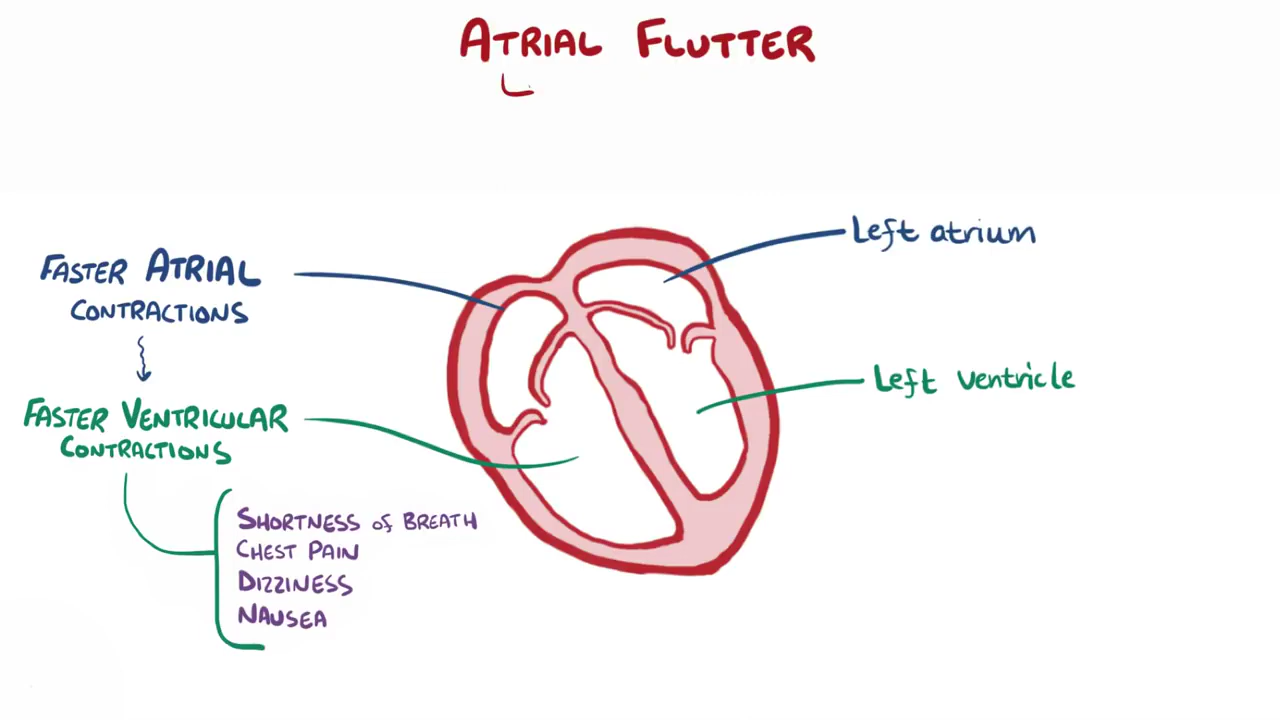 ATRIAL FLUTTER
Left atrium
FASTER ATRIAL
CONTRACTIONS
Left ventricle
FASTER VENTRICULAR
CONTRACTIONS
SHORTNESS of BREATH
CHEST PAIN
DIZZINESS
NAUSEA